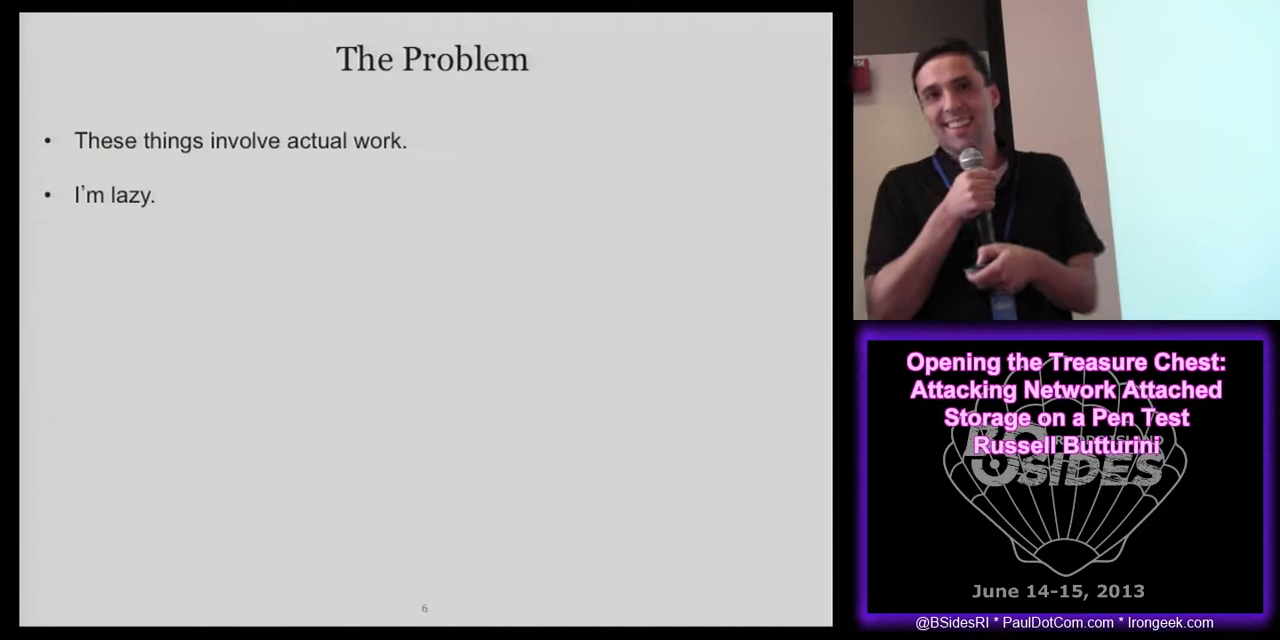 The Problem
• These things involve actual work.
• I'm lazy.
6
Opening the Treasure Chest:
Attacking Network Attached
Storage on a Pen Test
Russell Butturini
BSIDES
June 14-15, 2013
@BSidesRI * PaulDotCom.com * Irongeek.com